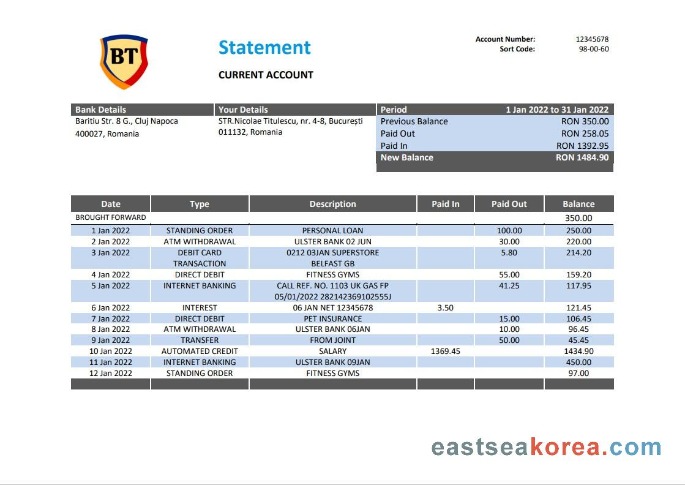 BT
Statement
CURRENT ACCOUNT
Account Number: 12345678
Sort Code: 98-00-60
Bank Details
Baritiu Str. 8 G., Cluj Napoca
400027, Romania
Your Details
STR.Nicolae Titulescu, nr. 4-8, București
011132, Romania
Period 1 Jan 2022 to 31 Jan 2022
Previous Balance RON 350.00
Paid Out RON 258.05
Paid In RON 1392.95
New Balance RON 1484.90
Date Type Description Paid In Paid Out Balance
BROUGHT FORWARD 350.00
1 Jan 2022 STANDING ORDER PERSONAL LOAN 100.00 250.00
2 Jan 2022 ATM WITHDRAWAL ULSTER BANK 02 JUN 30.00 220.00
3 Jan 2022 DEBIT CARD 0212 03JAN SUPERSTORE 5.80 214.20
TRANSACTION BELFAST GB
4 Jan 2022 DIRECT DEBIT FITNESS GYMS 55.00 159.20
5 Jan 2022 INTERNET BANKING CALL REF. NO. 1103 UK GAS FP 41.25 117.95
05/01/2022 282142369102555J
6 Jan 2022 INTEREST 06 JAN NET 12345678 3.50 121.45
7 Jan 2022 DIRECT DEBIT PET INSURANCE 15.00 106.45
8 Jan 2022 ATM WITHDRAWAL ULSTER BANK 06JAN 10.00 96.45
9 Jan 2022 TRANSFER FROM JOINT 50.00 45.45
10 Jan 2022 AUTOMATED CREDIT SALARY 1369.45 1434.90
11 Jan 2022 INTERNET BANKING ULSTER BANK 09JAN 450.00
12 Jan 2022 STANDING ORDER FITNESS GYMS 97.00
eastseakorea.com